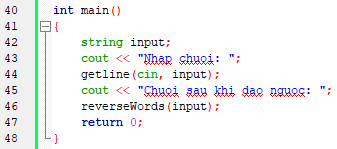 40 int main()
41 {
42 string input;
43 cout << "Nhap chuoi: ";
44 getline(cin, input);
45 cout << "Chuoi sau khi dao nguoc: ";
46 reverseWords(input);
47 return 0;
48 }